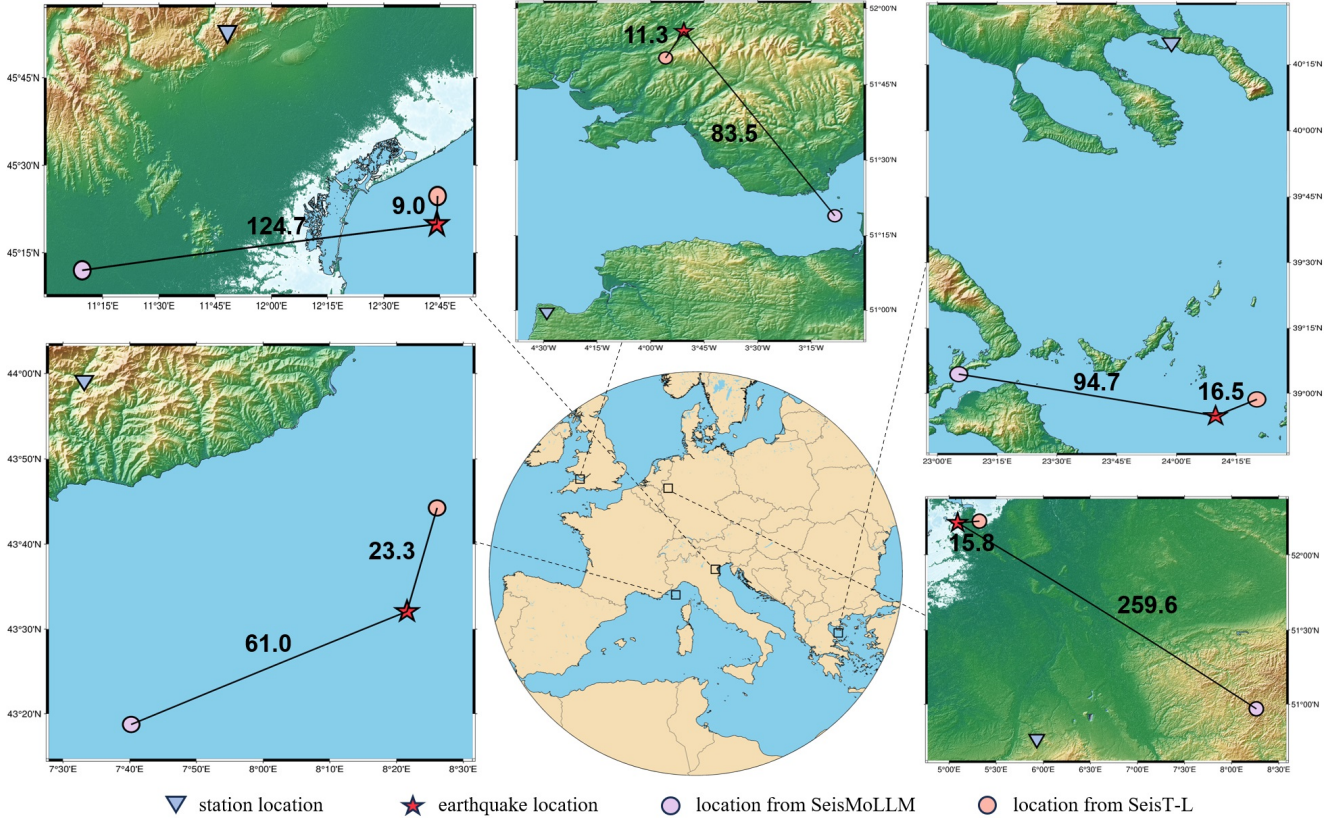 45°45'N
45°30'N
45°15'N
11°15'E 11°30'E 11°45'E 12°00'E 12°15'E 12°30'E 12°45'E
124.7
9.0
52°00'N
51°45'N
51°30'N
51°15'N
51°00'N
4°30'W 4°15'W 4°00'W 3°45'W 3°30'W 3°15'W
11.3
83.5
40°15'N
40°00'N
39°45'N
39°30'N
39°15'N
39°00'N
23°00'E 23°15'E 23°30'E 23°45'E 24°00'E 24°15'E
94.7
16.5
44°00'N
43°50'N
43°40'N
43°30'N
43°20'N
7°30'E 7°40'E 7°50'E 8°00'E 8°10'E 8°20'E 8°30'E
23.3
61.0
52°00'N
51°30'N
51°00'N
5°00'E 5°30'E 6°00'E 6°30'E 7°00'E 7°30'E 8°00'E 8°30'E
15.8
259.6
station location
earthquake location
location from SeisMoLLM
location from SeisT-L